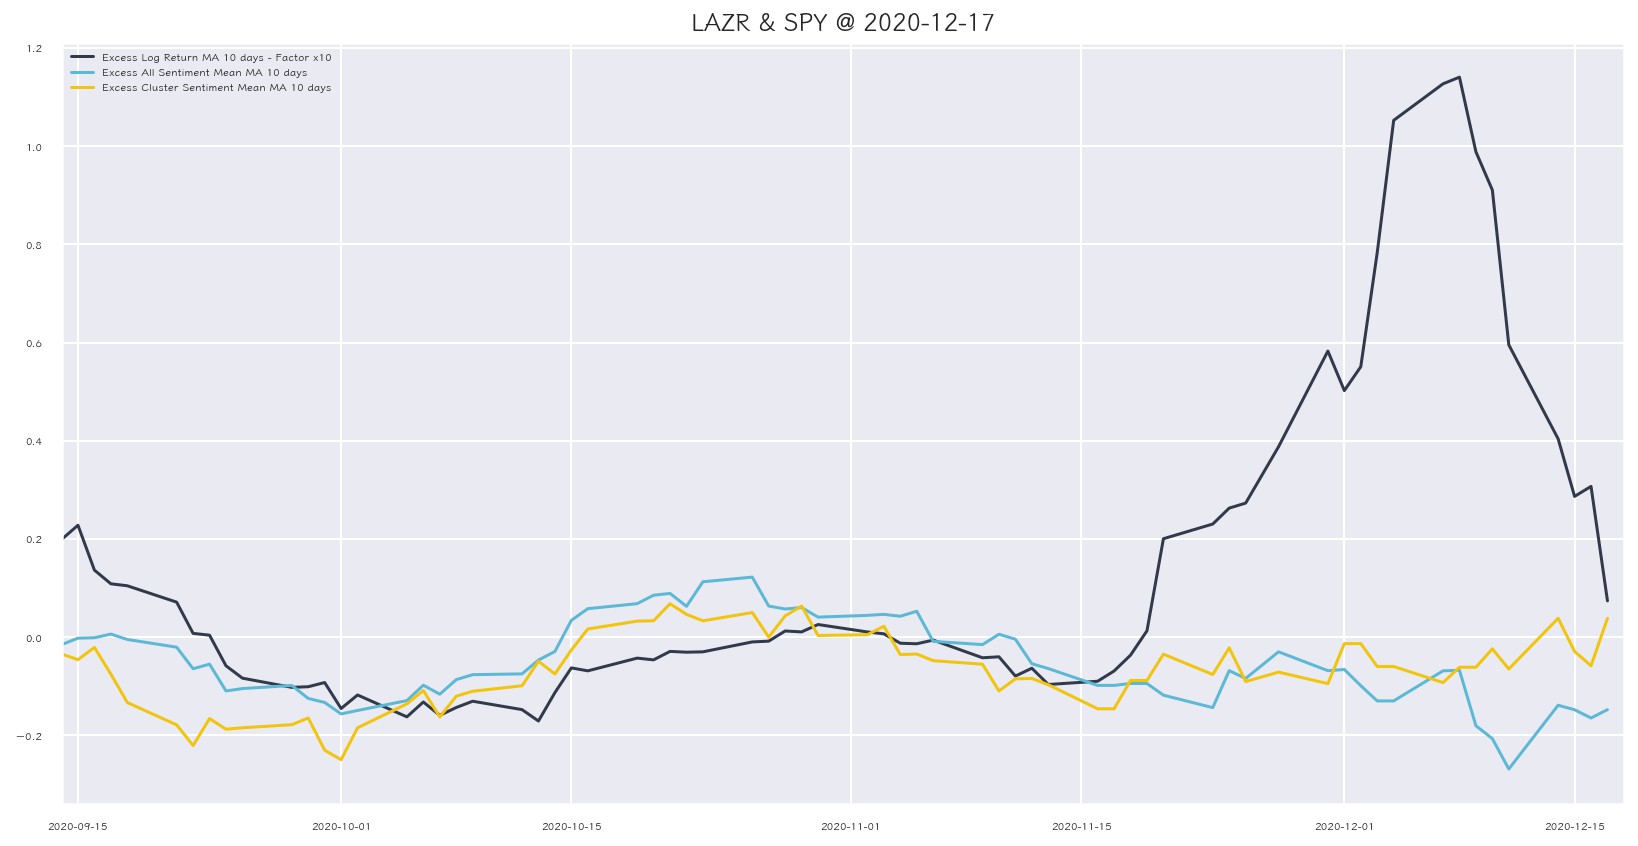 LAZR & SPY @ 2020-12-17
1.2
Excess Log Return MA 10 days - Factor x10
Excess All Sentiment Mean MA 10 days
Excess Cluster Sentiment Mean MA 10 days
1.0
0.8
0.6
0.4
0.2
0.0
−0.2
2020-09-15 2020-10-01 2020-10-15 2020-11-01 2020-11-15 2020-12-01 2020-12-15